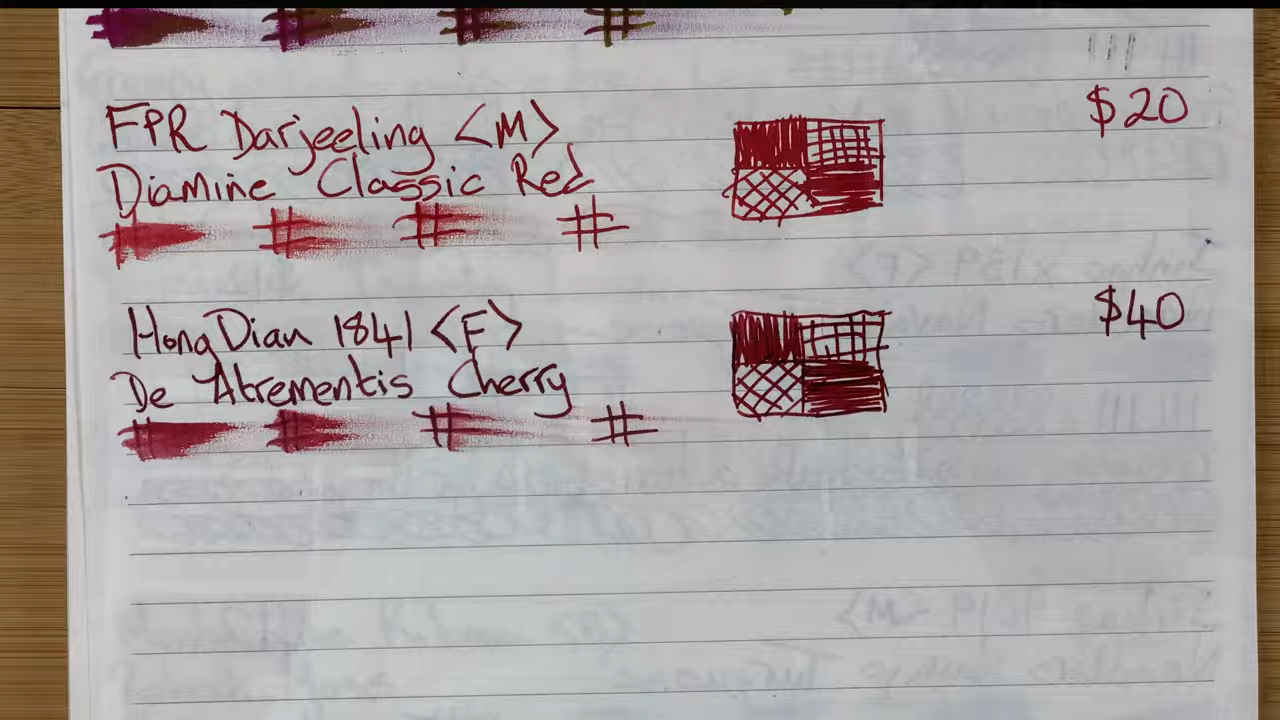 FPR Darjeeling <M>
$20
Diamine Classic Red
HongDian 1841 <F>
$40
De Atrementis Cherry